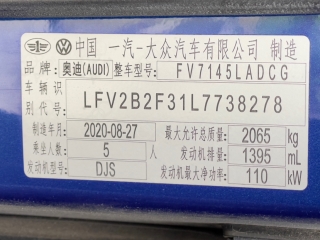 中国 一汽-大众汽车有限公司 制造
品牌: 奥迪(AUDI) 整车型号: FV7145LADCG
车辆识别代号: LFV2B2F31L7738278
制造年月 2020-08-27 最大允许总质量 2065 kg
乘坐人数 5 人 发动机排量 1395 mL
发动机型号 DJS 发动机最大净功率 110 kW